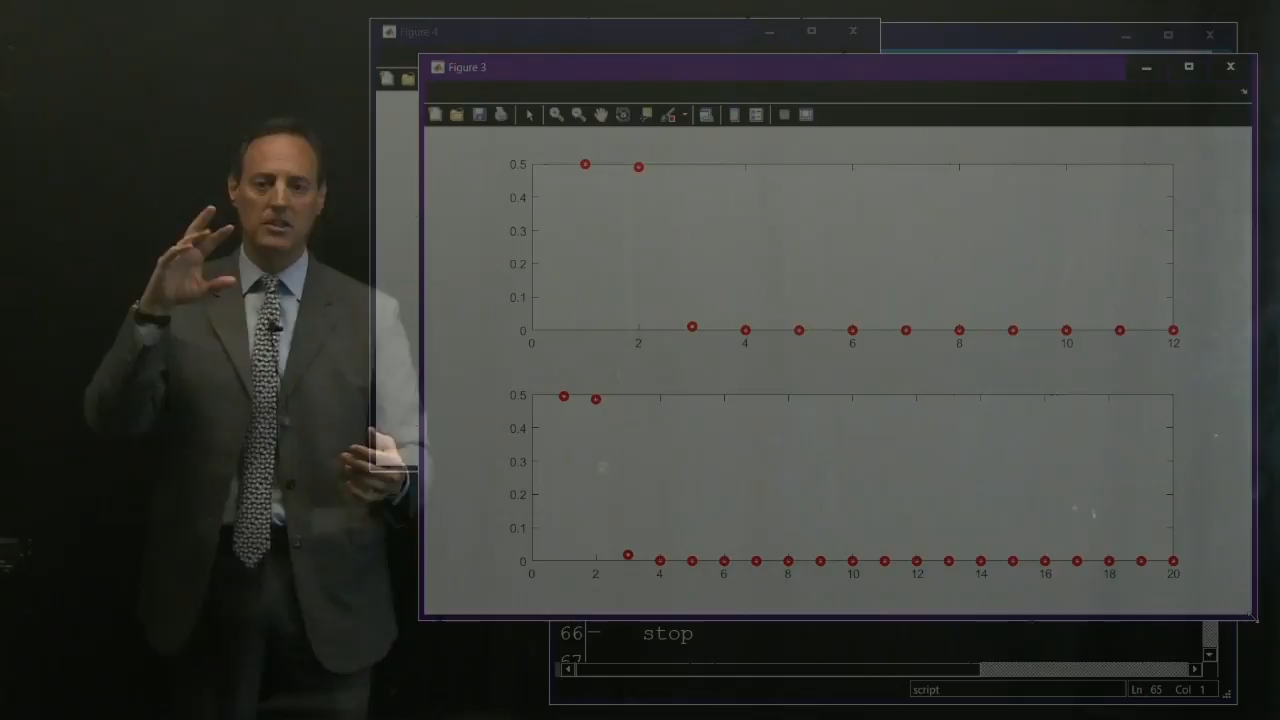 Figure 4
Figure 3
0.5
0.4
0.3
0.2
0.1
0
0 2 4 6 8 10 12
0.5
0.4
0.3
0.2
0.1
0
0 2 4 6 8 10 12 14 16 18 20
66 stop
67
script Ln 65 Col 1